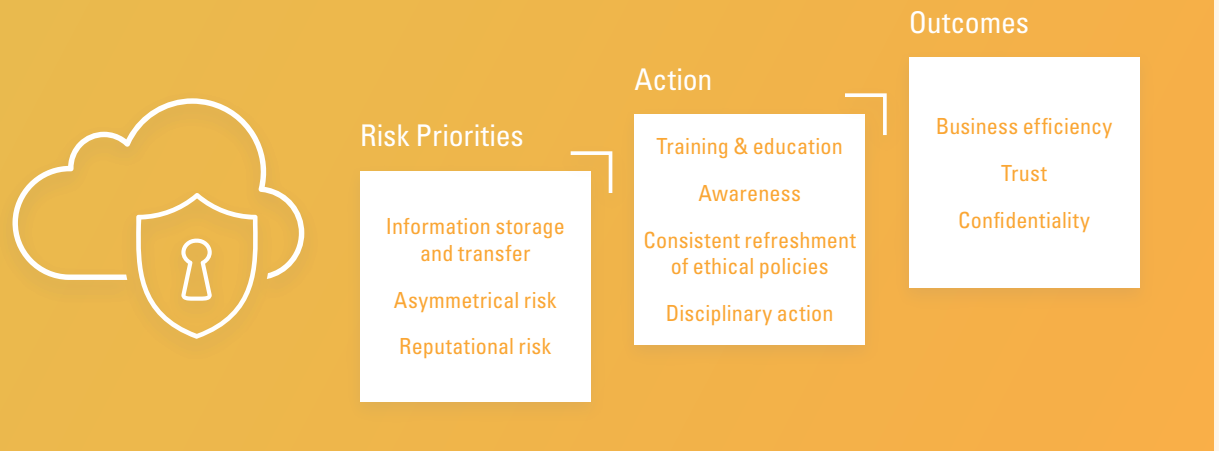 Risk Priorities
Information storage
and transfer
Asymmetrical risk
Reputational risk
Action
Training & education
Awareness
Consistent refreshment
of ethical policies
Disciplinary action
Outcomes
Business efficiency
Trust
Confidentiality